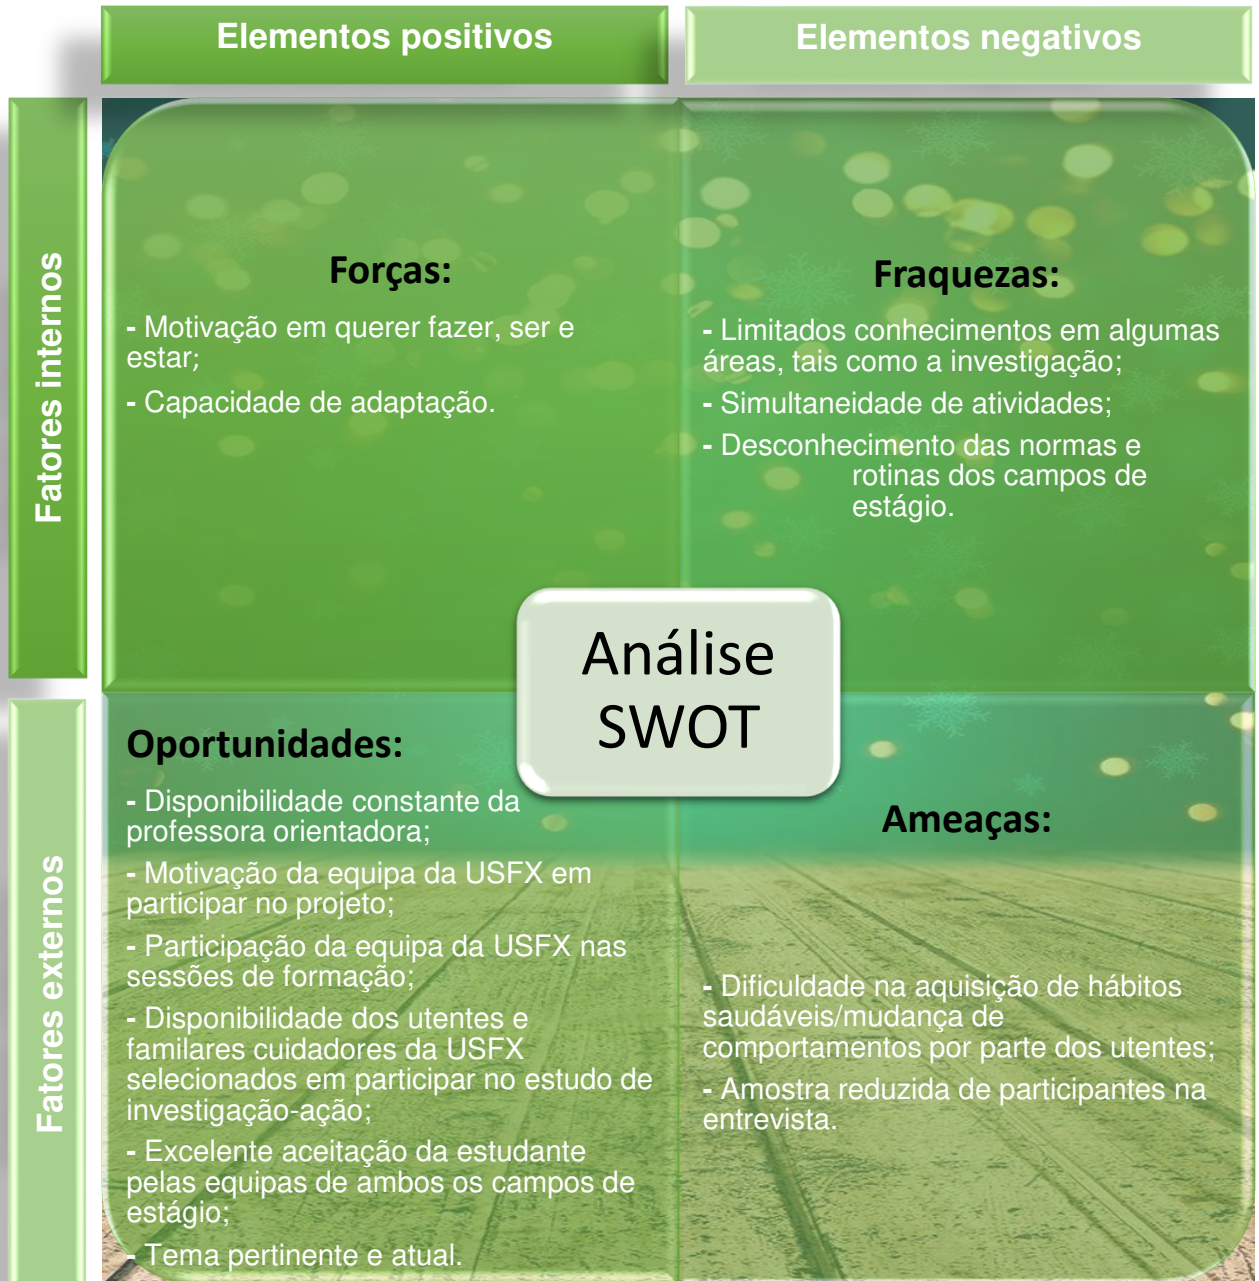 Elementos positivos
Elementos negativos
Fatores internos
Forças:
- Motivação em querer fazer, ser e
estar;
- Capacidade de adaptação.
Fraquezas:
- Limitados conhecimentos em algumas
áreas, tais como a investigação;
- Simultaneidade de atividades;
- Desconhecimento das normas e
rotinas dos campos de
estágio.
Análise
SWOT
Fatores externos
Oportunidades:
- Disponibilidade constante da
professora orientadora;
- Motivação da equipa da USFX em
participar no projeto;
- Participação da equipa da USFX nas
sessões de formação;
- Disponibilidade dos utentes e
familares cuidadores da USFX
selecionados em participar no estudo de
investigação-ação;
- Excelente aceitação da estudante
pelas equipas de ambos os campos de
estágio;
- Tema pertinente e atual.
Ameaças:
- Dificuldade na aquisição de hábitos
saudáveis/mudança de
comportamentos por parte dos utentes;
- Amostra reduzida de participantes na
entrevista.